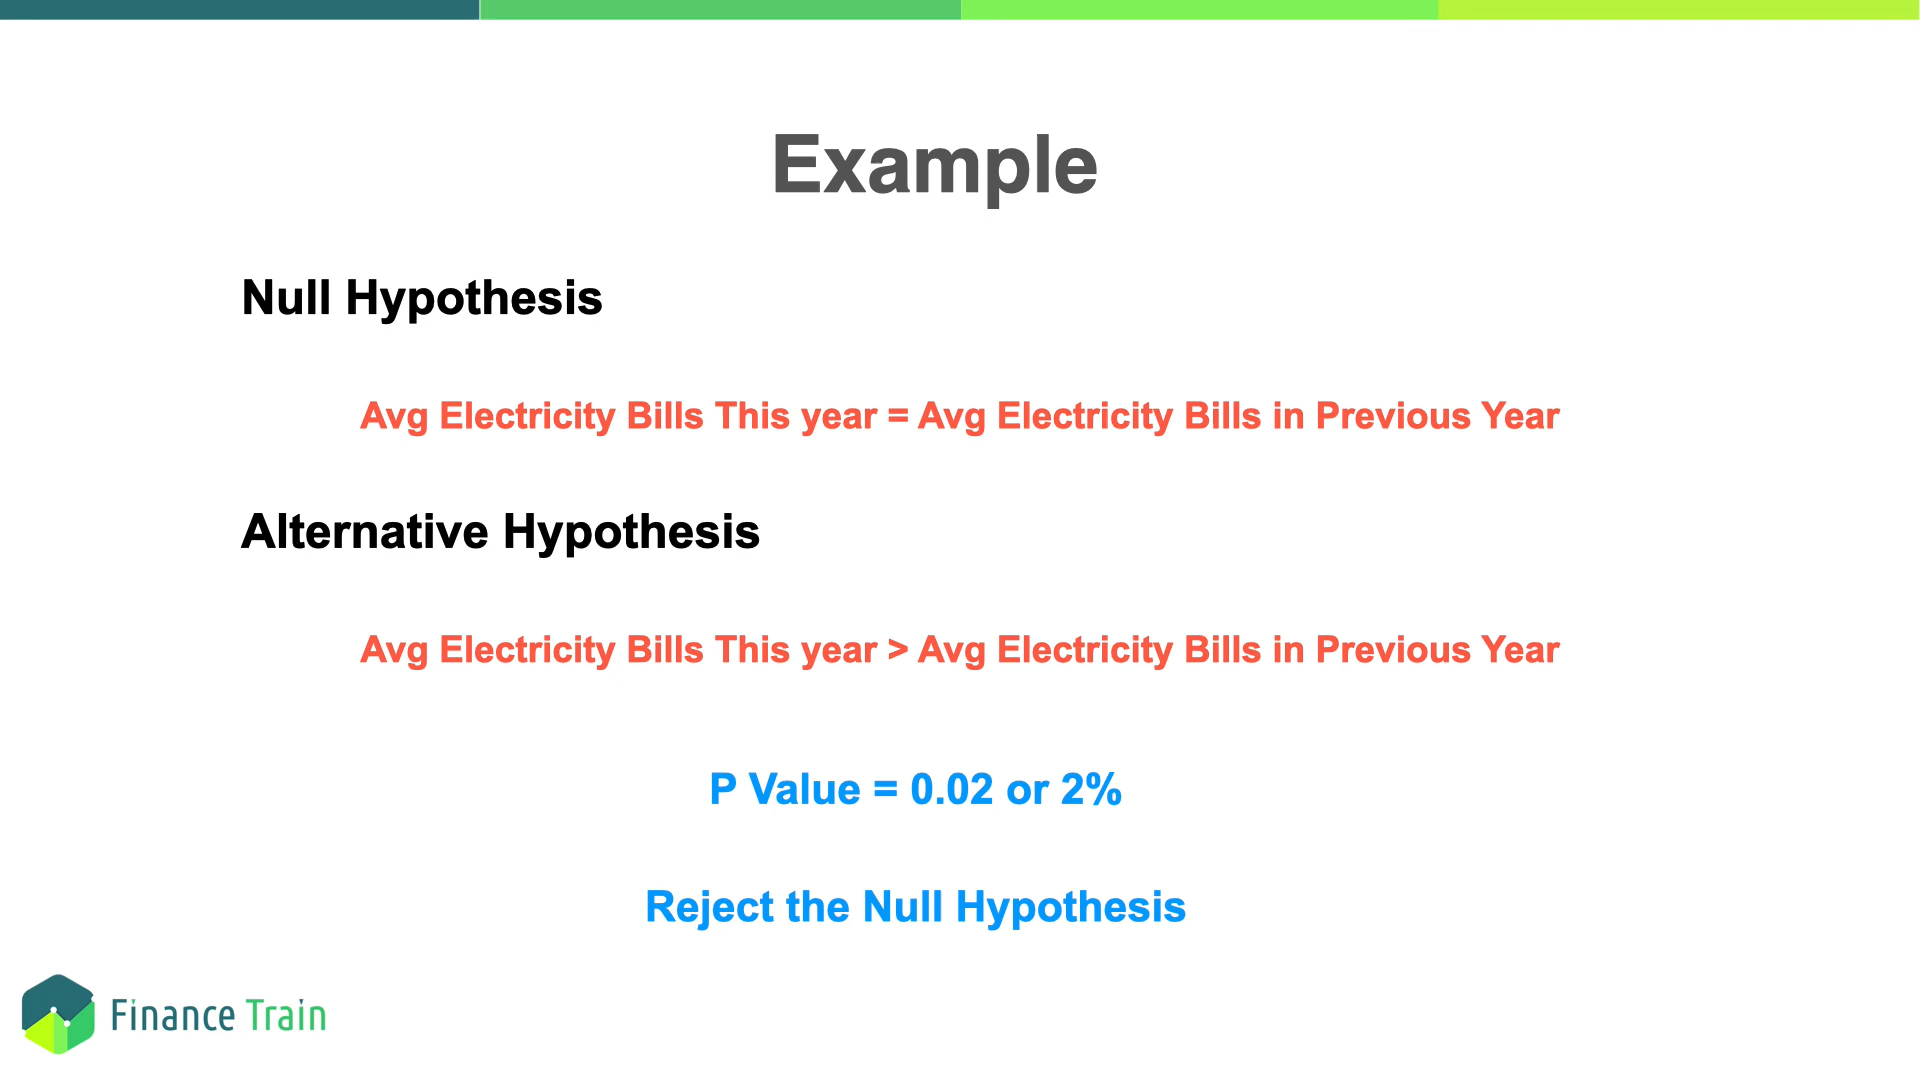 Example
Null Hypothesis
Avg Electricity Bills This year = Avg Electricity Bills in Previous Year
Alternative Hypothesis
Avg Electricity Bills This year > Avg Electricity Bills in Previous Year
P Value = 0.02 or 2%
Reject the Null Hypothesis
Finance Train